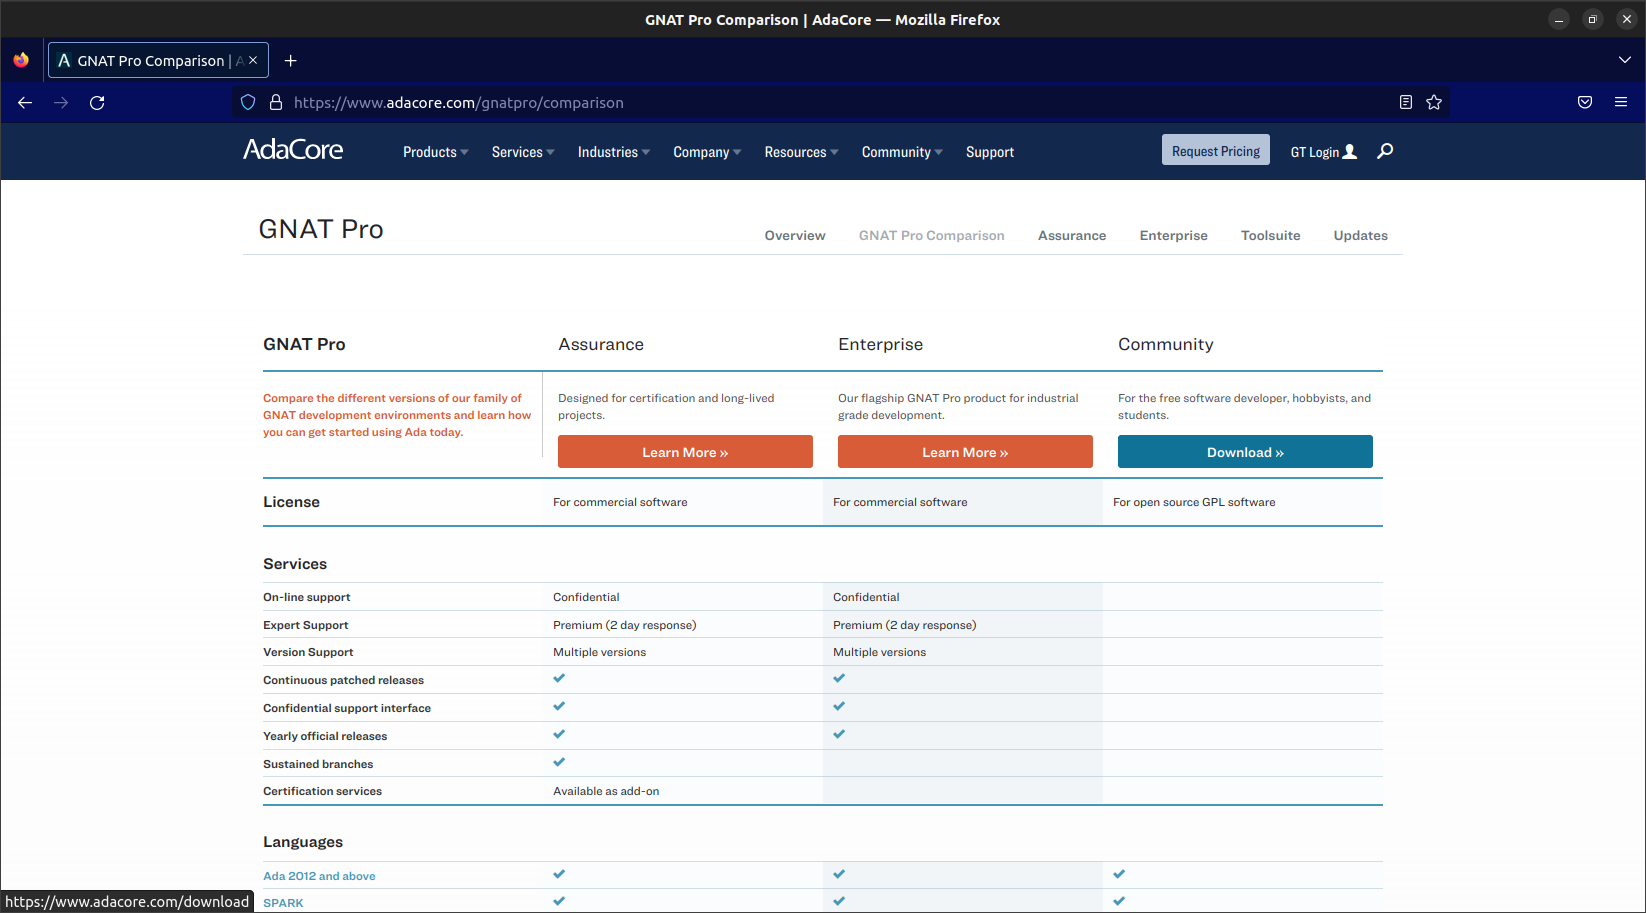 GNAT Pro Comparison | AdaCore — Mozilla Firefox
GNAT Pro Comparison | A
https://www.adacore.com/gnatpro/comparison
AdaCore
Products
Services
Industries
Company
Resources
Community
Support
Request Pricing
GT Login
GNAT Pro
Overview
GNAT Pro Comparison
Assurance
Enterprise
Toolsuite
Updates
GNAT Pro
Assurance
Enterprise
Community
Compare the different versions of our family of
GNAT development environments and learn how
you can get started using Ada today.
Designed for certification and long-lived
projects.
Learn More »
Our flagship GNAT Pro product for industrial
grade development.
Learn More »
For the free software developer, hobbyists, and
students.
Download »
License
For commercial software
For commercial software
For open source GPL software
Services
On-line support
Confidential
Confidential
Expert Support
Premium (2 day response)
Premium (2 day response)
Version Support
Multiple versions
Multiple versions
Continuous patched releases
Confidential support interface
Yearly official releases
Sustained branches
Certification services
Available as add-on
Languages
Ada 2012 and above
SPARK
https://www.adacore.com/download